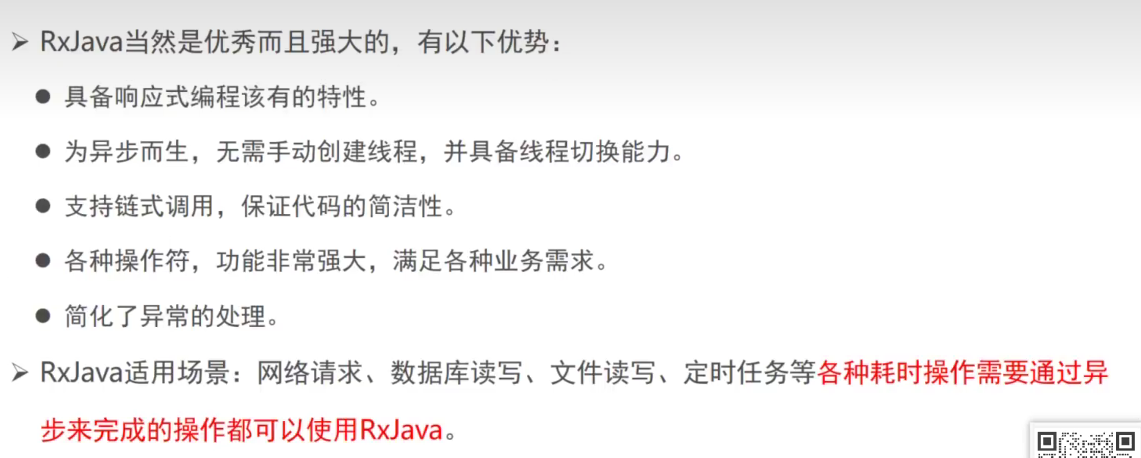 ➢ RxJava当然是优秀而且强大的，有以下优势：
● 具备响应式编程该有的特性。
● 为异步而生，无需手动创建线程，并具备线程切换能力。
● 支持链式调用，保证代码的简洁性。
● 各种操作符，功能非常强大，满足各种业务需求。
● 简化了异常的处理。
➢ RxJava适用场景：网络请求、数据库读写、文件读写、定时任务等各种耗时操作需要通过异
步来完成的操作都可以使用RxJava。